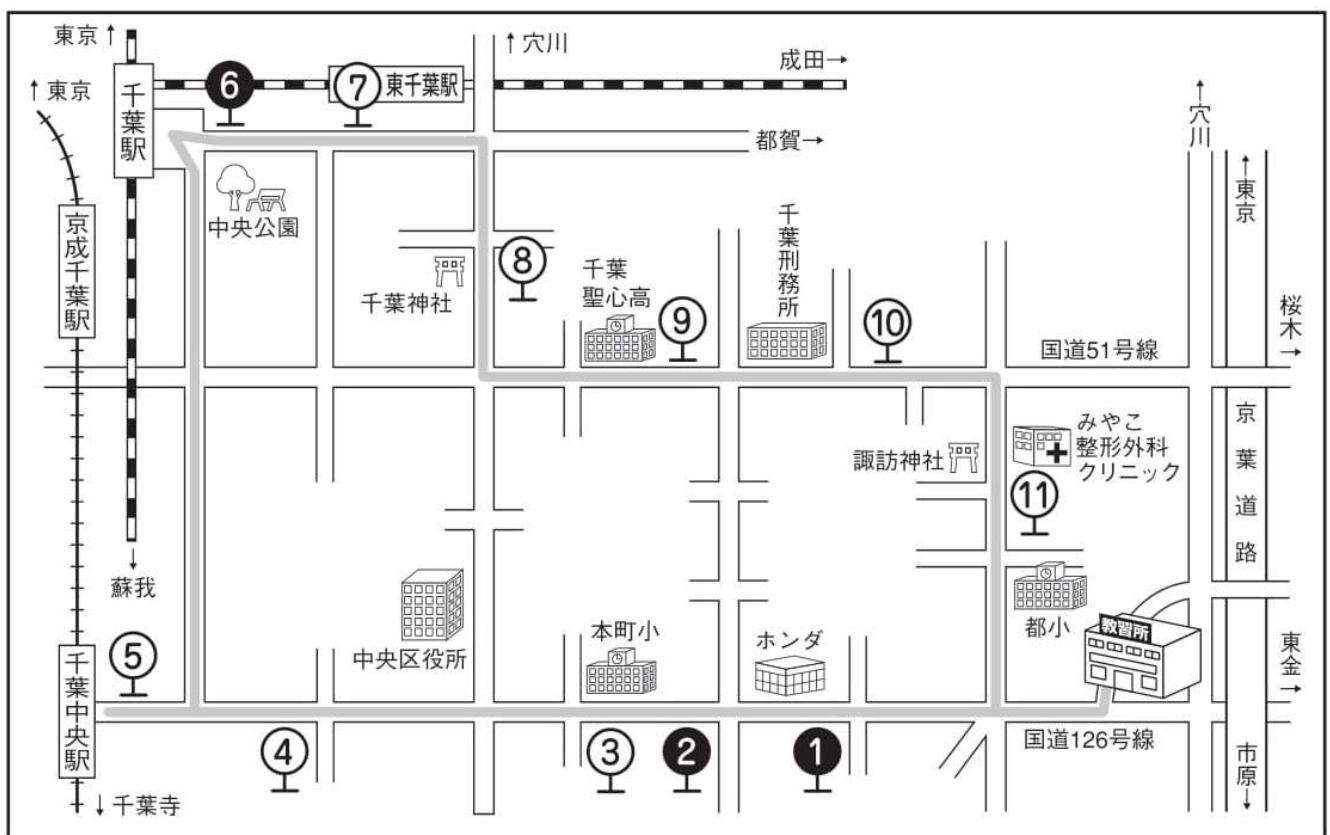 東京↑
↑穴川
成田→
↑東京
千葉駅
6
7
東千葉駅
都賀→
←穴川
←東京
中央公園
京成千葉駅
千葉神社
8
千葉聖心高
9
千葉刑務所
10
国道51号線
桜木→
諏訪神社
みやこ
整形外科
クリニック
11
京葉道路
↓
蘇我
中央区役所
本町小
ホンダ
都小
教習所
東金→
5
千葉中央駅
4
3
2
1
国道126号線
市原→
↓千葉寺